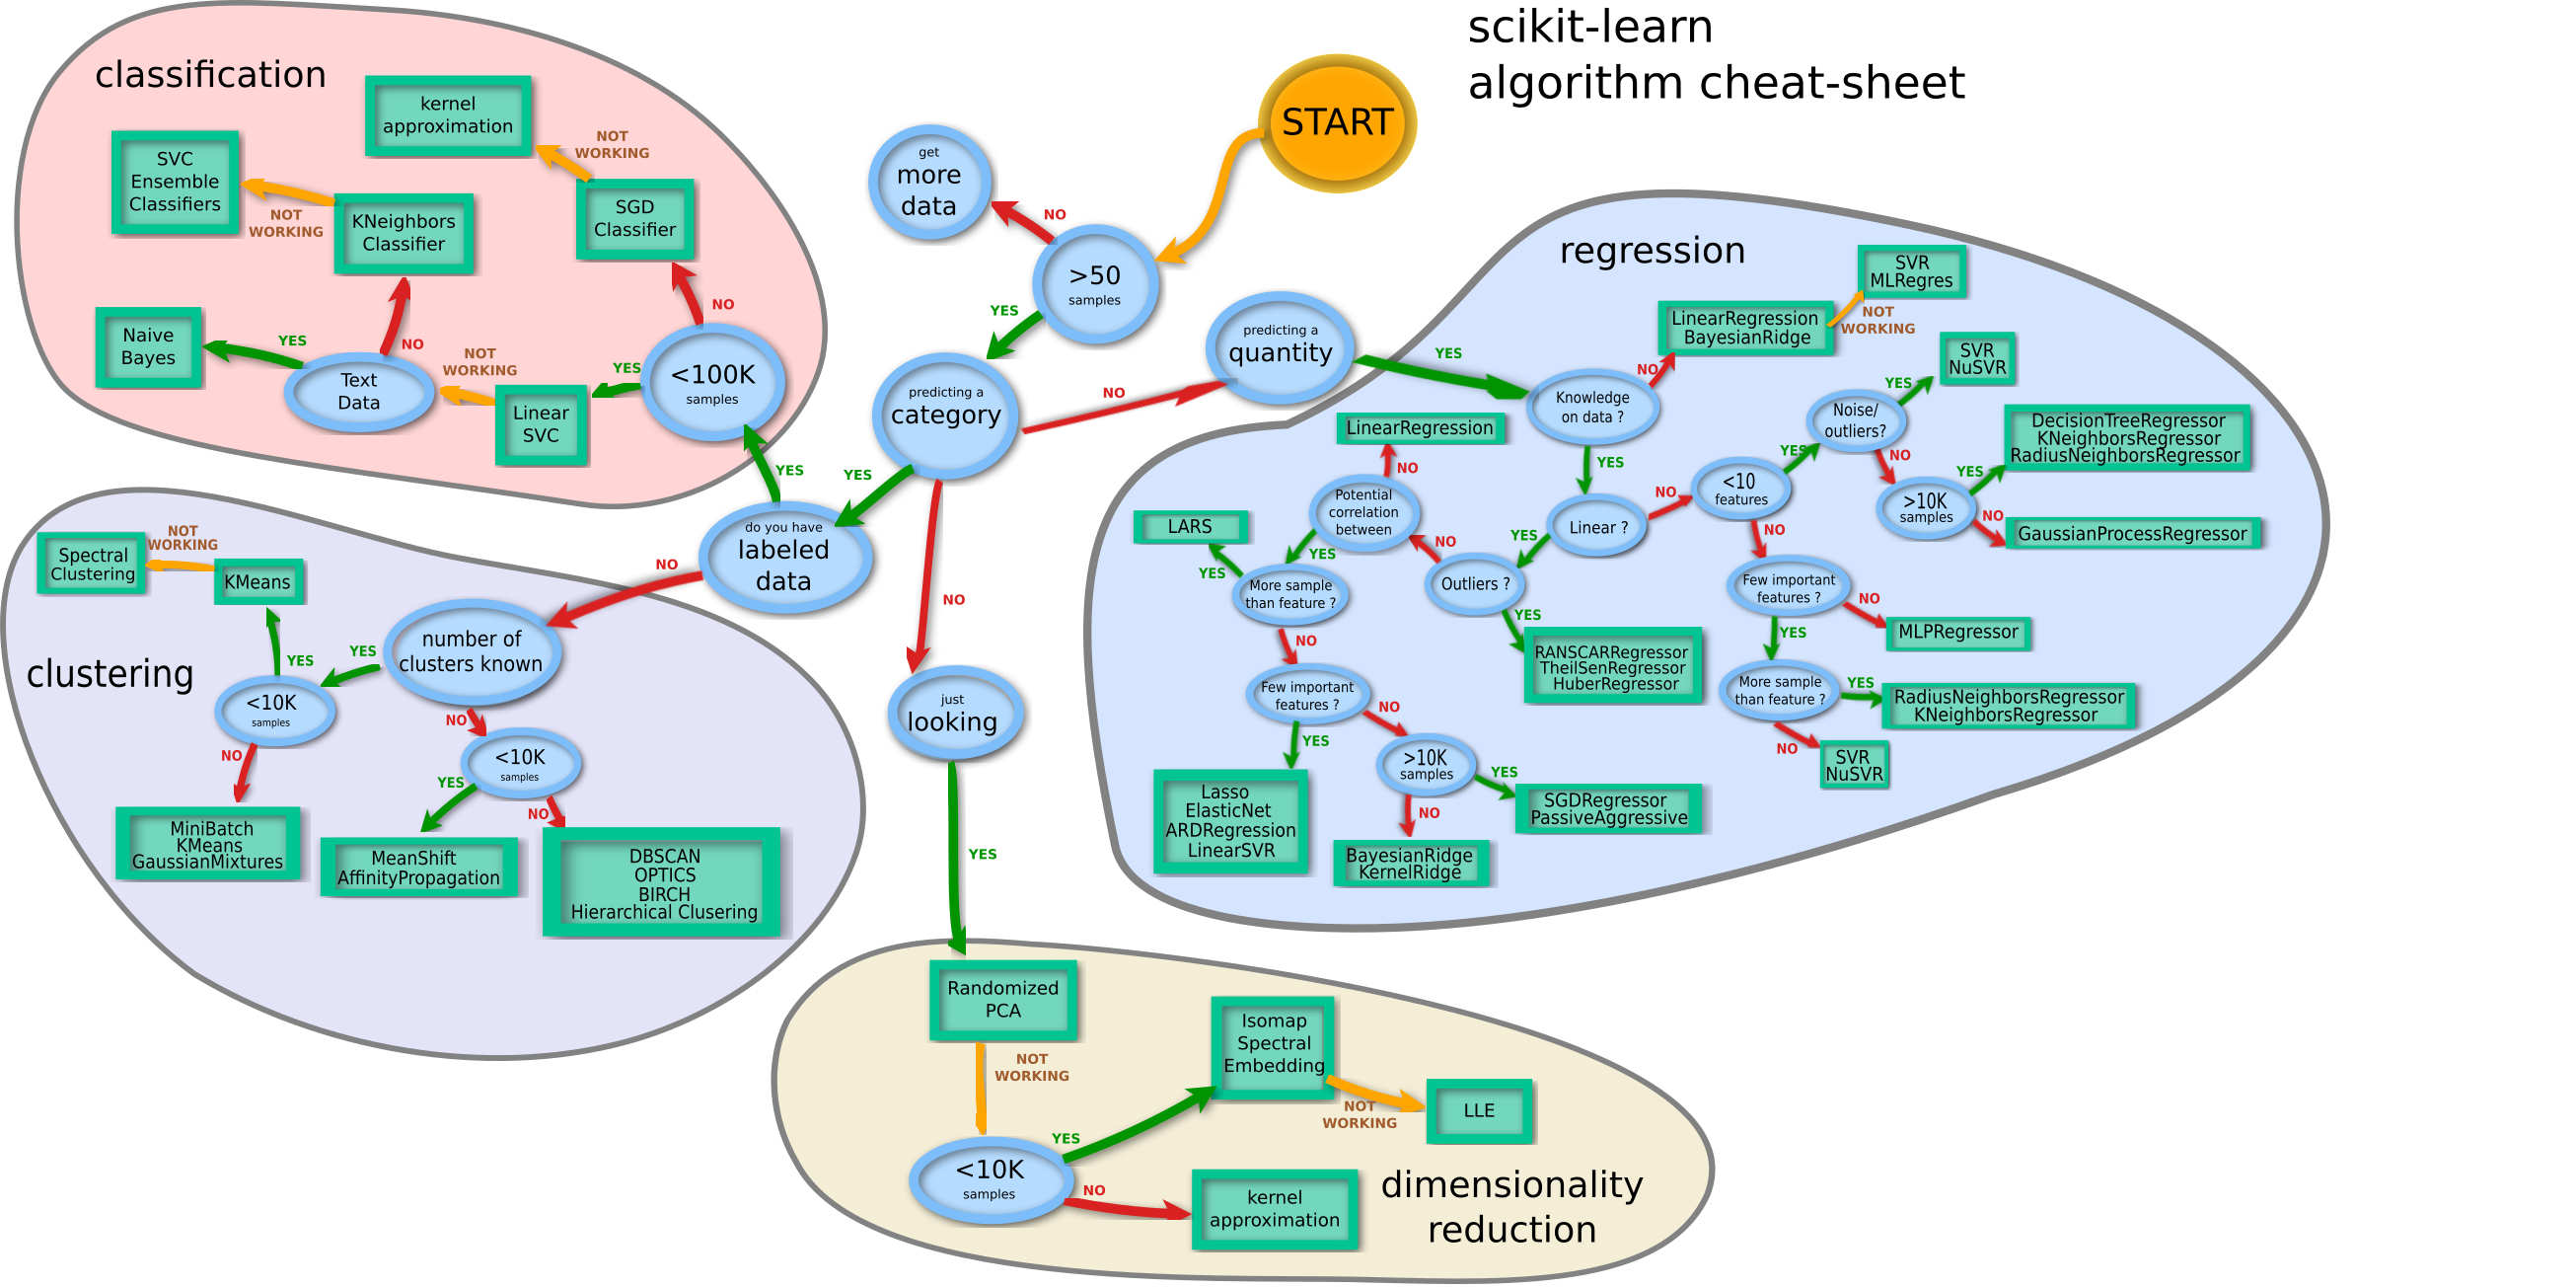 scikit-learn
algorithm cheat-sheet
START
get
more
data
NO
>50
samples
YES
predicting a
category
NO
YES
NO
predicting a
quantity
YES
do you have
labeled
data
YES
NO
just
looking
YES
classification
kernel
approximation
NOT
WORKING
SVC
Ensemble
Classifiers
NOT
WORKING
KNeighbors
Classifier
SGD
Classifier
NO
Naive
Bayes
YES
NO
Text
Data
NOT
WORKING
Linear
SVC
YES
<100K
samples
regression
SVR
MLRegres
NOT
WORKING
LinearRegression
BayesianRidge
NO
Knowledge
on data ?
YES
Linear ?
NO
YES
<10
features
YES
NO
Noise/
outliers?
YES
SVR
NuSVR
NO
>10K
samples
YES
DecisionTreeRegressor
KNeighborsRegressor
RadiusNeighborsRegressor
NO
GaussianProcessRegressor
Few important
features ?
NO
MLPRegressor
YES
More sample
than feature ?
YES
RadiusNeighborsRegressor
KNeighborsRegressor
NO
SVR
NuSVR
Outliers ?
NO
YES
RANSCARRegressor
TheilSenRegressor
HuberRegressor
LinearRegression
NO
Potential
correlation
between
YES
LARS
YES
More sample
than feature ?
NO
Few important
features ?
NO
YES
Lasso
ElasticNet
ARDRegression
LinearSVR
>10K
samples
YES
SGDRegressor
PassiveAggressive
NO
BayesianRidge
KernelRidge
clustering
Spectral
Clustering
NOT
WORKING
KMeans
YES
number of
clusters known
YES
<10K
samples
NO
NO
<10K
samples
YES
NO
MiniBatch
KMeans
GaussianMixtures
MeanShift
AffinityPropagation
DBSCAN
OPTICS
BIRCH
Hierarchical Clusering
Randomized
PCA
NOT
WORKING
<10K
samples
YES
NO
Isomap
Spectral
Embedding
NOT
WORKING
LLE
kernel
approximation
dimensionality
reduction